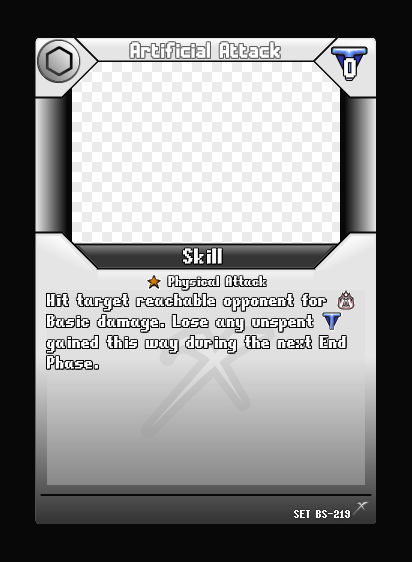 Artificial Attack
0
Skill
Physical Attack
Hit target reachable opponent for
Basic damage. Lose any unspent
gained this way during the next End
Phase.
SET BS-219